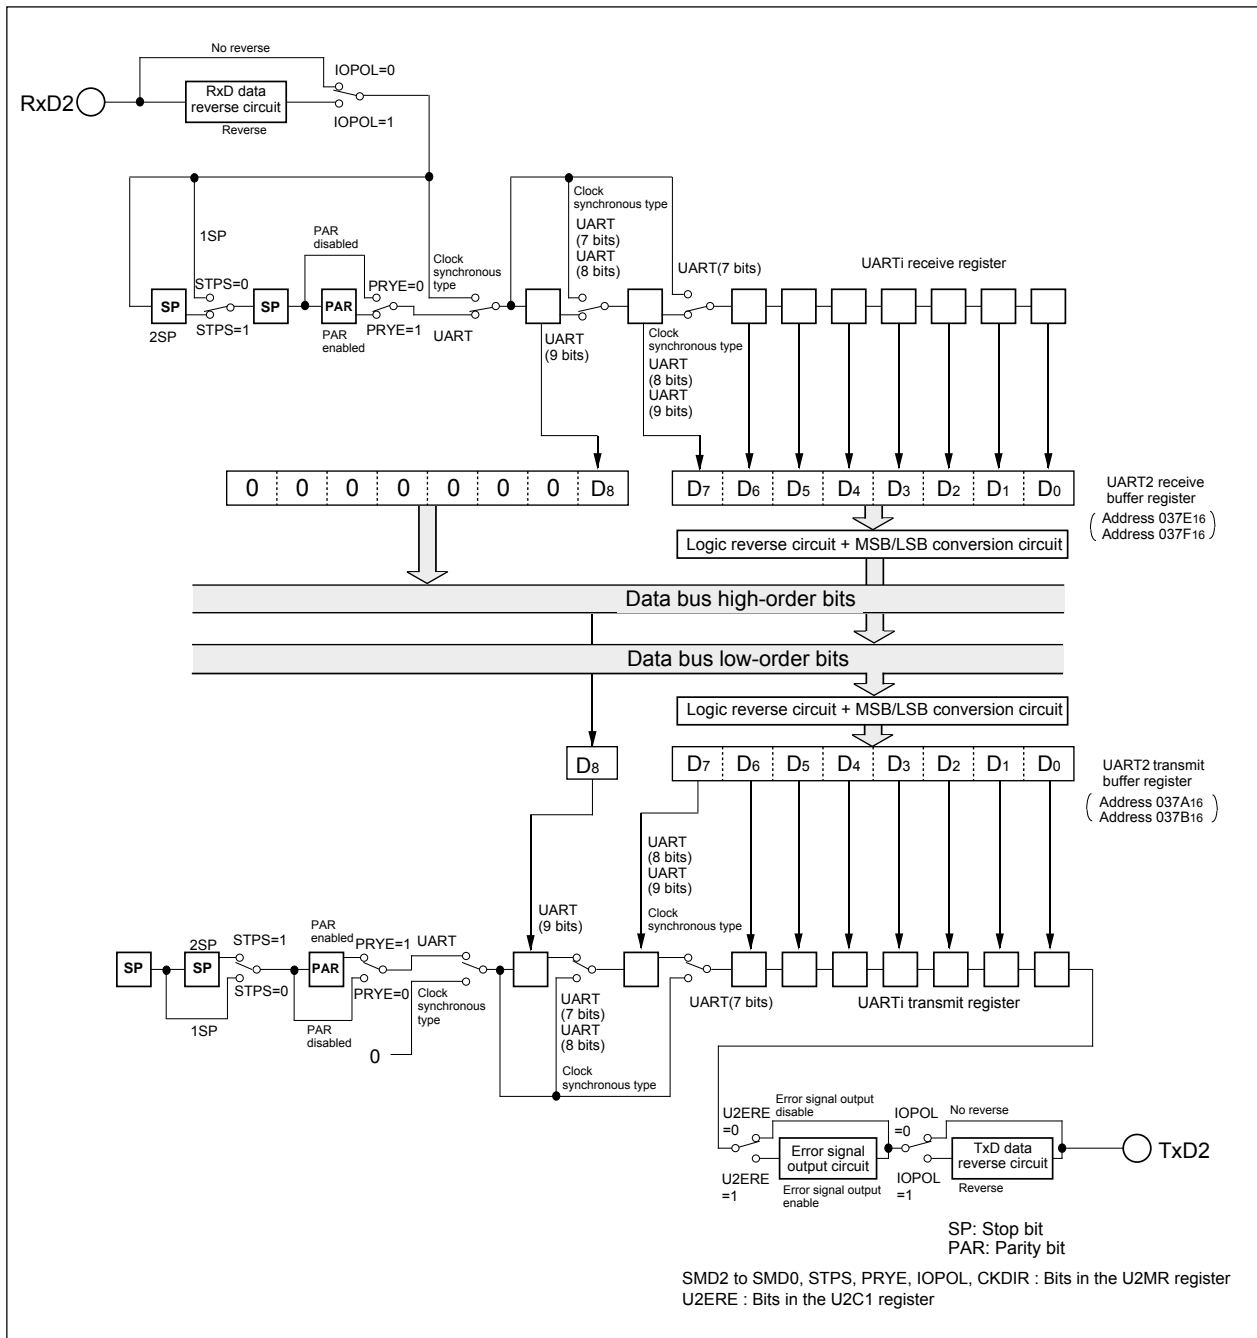 No reverse
IOPOL=0
RxD2
RxD data
reverse circuit
Reverse
IOPOL=1
1SP
PAR
disabled
Clock
synchronous
type
Clock
synchronous type
UART
(7 bits)
UART
(8 bits)
UART(7 bits)
UARTi receive register
STPS=0
PRYE=0
SP
SP
PAR
2SP
STPS=1
PAR
enabled
PRYE=1
UART
UART
(9 bits)
Clock
synchronous type
UART
(8 bits)
UART
(9 bits)
0 0 0 0 0 0 0 D8
D7 D6 D5 D4 D3 D2 D1 D0
UART2 receive
buffer register
( Address 037E16 )
( Address 037F16 )
Logic reverse circuit + MSB/LSB conversion circuit
Data bus high-order bits
Data bus low-order bits
Logic reverse circuit + MSB/LSB conversion circuit
D8
D7 D6 D5 D4 D3 D2 D1 D0
UART2 transmit
buffer register
( Address 037A16 )
( Address 037B16 )
UART
(8 bits)
UART
(9 bits)
Clock synchronous type
UART
(9 bits)
PAR
enabled
2SP
STPS=1
PRYE=1
UART
SP
SP
PAR
STPS=0
PRYE=0
1SP
PAR
disabled
Clock
synchronous
type
0
UART
(7 bits)
UART
(8 bits)
Clock
synchronous type
UART(7 bits)
UARTi transmit register
U2ERE
=0
Error signal output
disable
IOPOL
=0
No reverse
Error signal
output circuit
TxD data
reverse circuit
TxD2
U2ERE
=1
Error signal output
enable
IOPOL
=1
Reverse
SP: Stop bit
PAR: Parity bit
SMD2 to SMD0, STPS, PRYE, IOPOL, CKDIR : Bits in the U2MR register
U2ERE : Bits in the U2C1 register